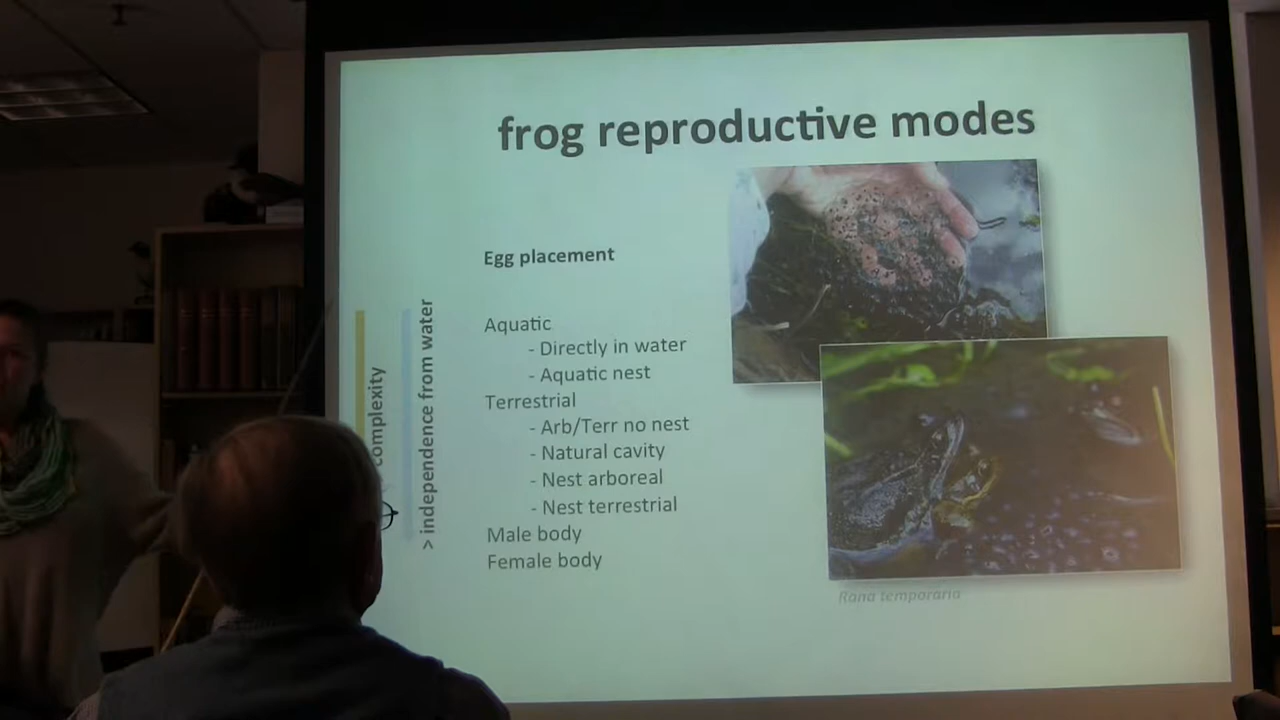 frog reproductive modes
Egg placement
Aquatic
- Directly in water
- Aquatic nest
Terrestrial
- Arb/Terr no nest
- Natural cavity
- Nest arboreal
- Nest terrestrial
Male body
Female body
complexity
> independence from water
Rana temporaria